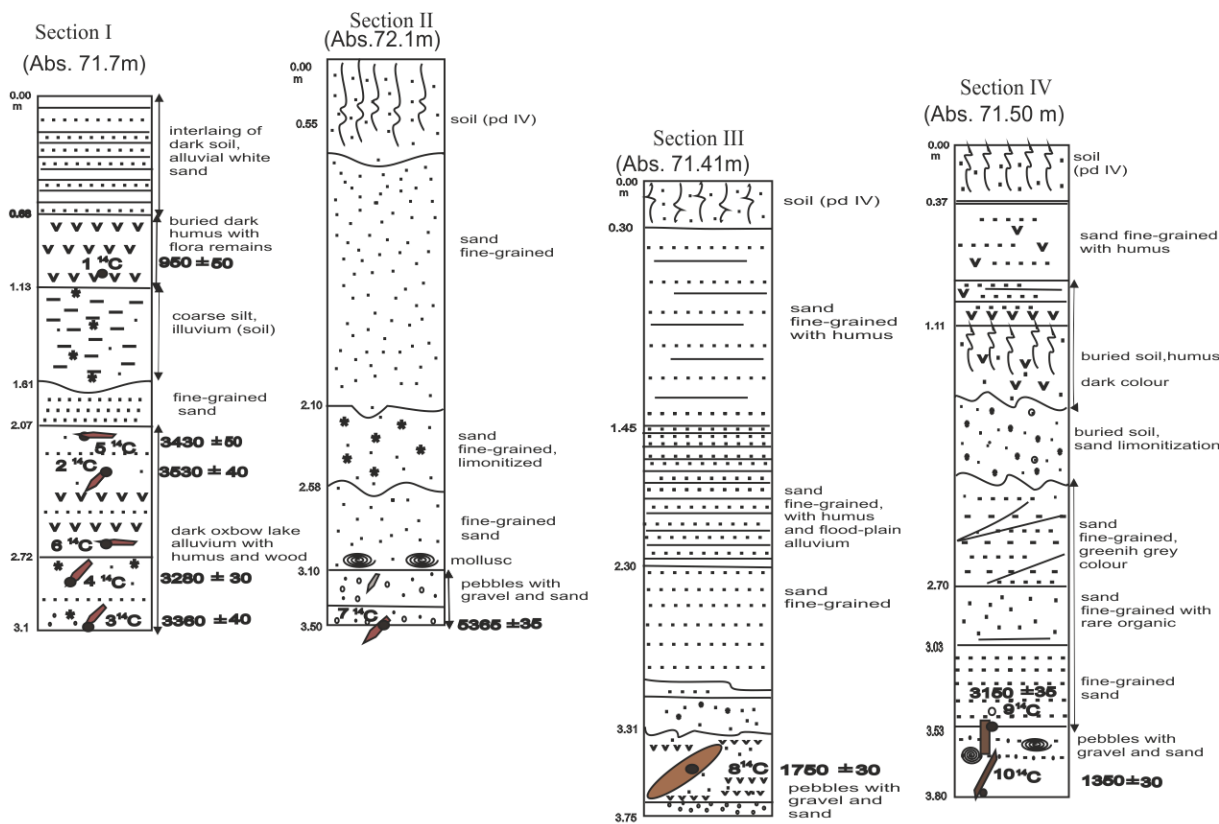 Section I
(Abs. 71.7m)
0.00
m
interlaing of
dark soil,
alluvial white
sand
buried dark
humus with
flora remains
1 ¹⁴C
950 ±50
1.13
coarse silt,
illuvium (soil)
1.61
fine-grained
sand
2.07
5 ¹⁴C
3430 ±50
2 ¹⁴C
3530 ±40
dark oxbow lake
alluvium with
humus and wood
6 ¹⁴C
2.72
4 ¹⁴C
3280 ± 30
3 ¹⁴C
3360 ±40
3.1
Section II
(Abs.72.1m)
0.00
m
0.55
soil (pd IV)
sand
fine-grained
2.10
sand
fine-grained,
limonitized
2.58
fine-grained
sand
mollusc
3.10
pebbles with
gravel and sand
7 ¹⁴C
3.50
5365 ±35
Section III
(Abs. 71.41m)
0.00
m
soil (pd IV)
0.30
sand
fine-grained
with humus
1.45
sand
fine-grained,
with humus
and flood-plain
alluvium
2.30
sand
fine-grained
3.31
8¹⁴C
1750 ±30
pebbles with
gravel and
sand
3.75
Section IV
(Abs. 71.50 m)
0.00
m
soil
(pd IV)
0.37
sand fine-grained
with humus
1.11
buried soil,humus
dark colour
buried soil,
sand limonitization
sand
fine-grained,
greenih grey
colour
2.70
sand
fine-grained with
rare organic
3.03
fine-grained
sand
3150 ±35
9¹⁴C
3.53
pebbles with
gravel and sand
10¹⁴C
1350±30
3.80